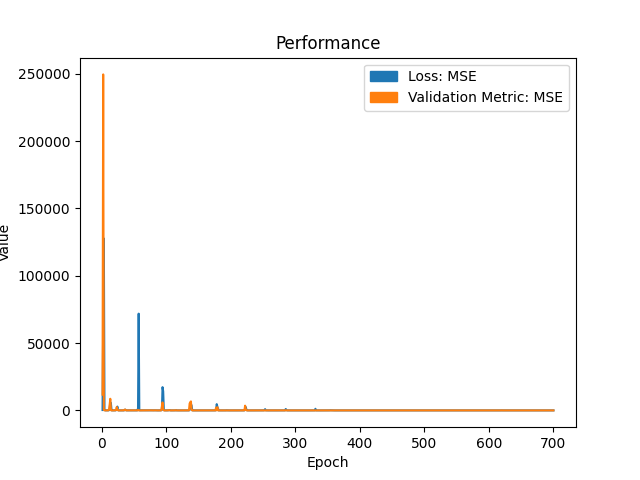 Performance
Loss: MSE
Validation Metric: MSE
250000
200000
150000
100000
50000
0
Value
0 100 200 300 400 500 600 700
Epoch